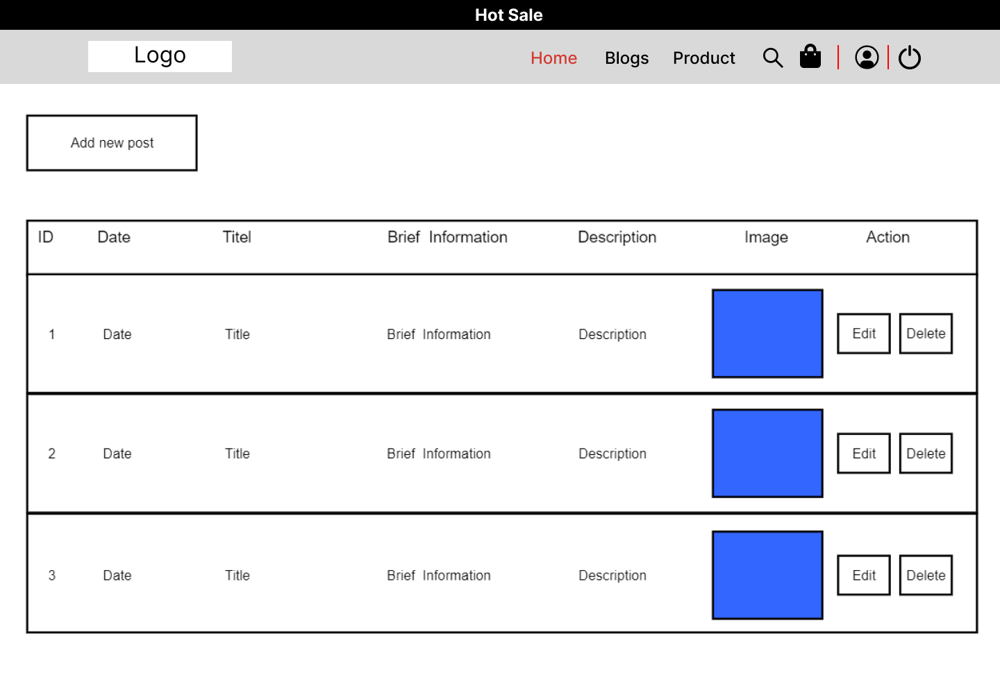 Hot Sale
Logo
Home Blogs Product
Add new post
ID Date Titel Brief Information Description Image Action
1 Date Title Brief Information Description Edit Delete
2 Date Title Brief Information Description Edit Delete
3 Date Title Brief Information Description Edit Delete